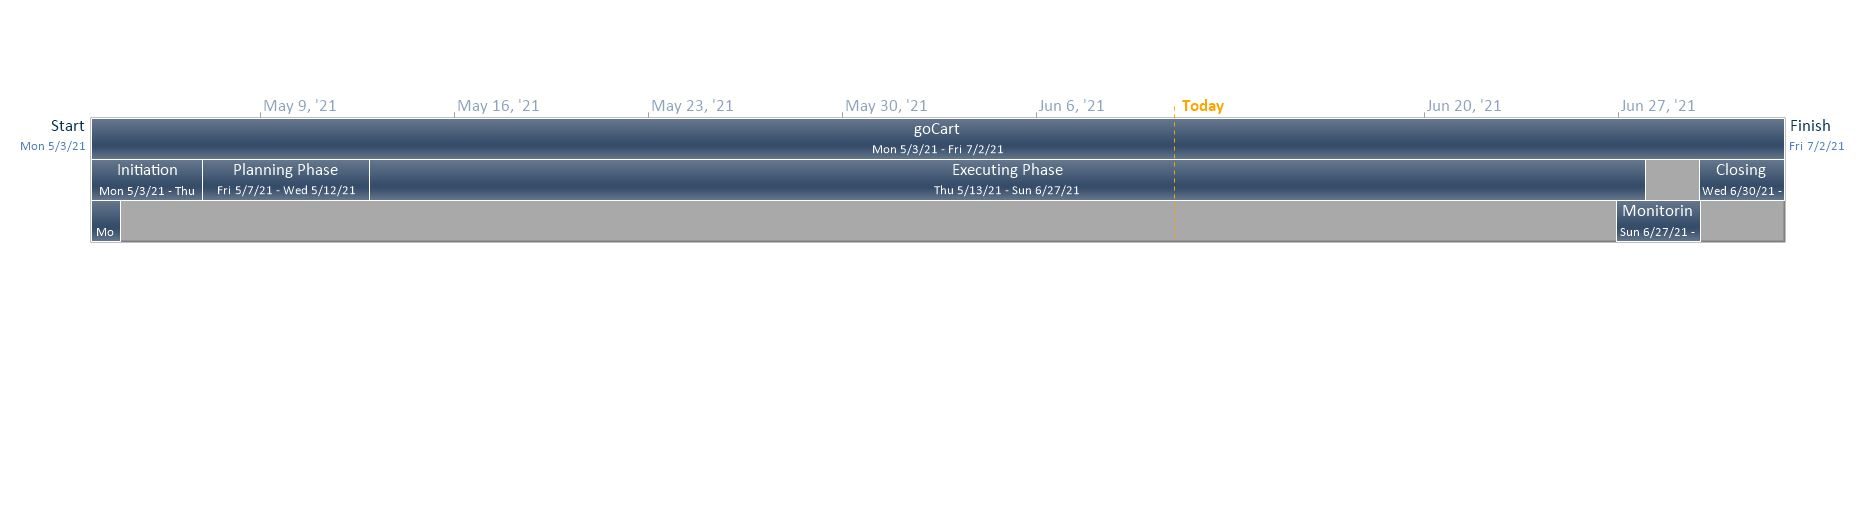 May 9, '21
May 16, '21
May 23, '21
May 30, '21
Jun 6, '21
Today
Jun 20, '21
Jun 27, '21
Start
Mon 5/3/21
goCart
Mon 5/3/21 - Fri 7/2/21
Finish
Fri 7/2/21
Initiation
Mon 5/3/21 - Thu
Planning Phase
Fri 5/7/21 - Wed 5/12/21
Executing Phase
Thu 5/13/21 - Sun 6/27/21
Closing
Wed 6/30/21 -
Mo
Monitorin
Sun 6/27/21 -